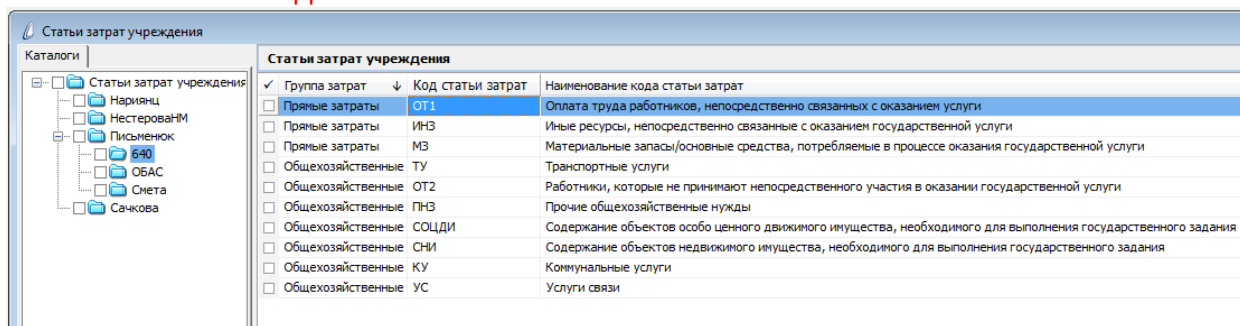 Статьи затрат учреждения
Каталоги
Статьи затрат учреждения
Нариянц
НестероваНМ
Письменюк
640
ОБАС
Смета
Сачкова
Статьи затрат учреждения
Группа затрат Код статьи затрат Наименование кода статьи затрат
Прямые затраты ОТ1 Оплата труда работников, непосредственно связанных с оказанием услуги
Прямые затраты ИНЗ Иные ресурсы, непосредственно связанные с оказанием государственной услуги
Прямые затраты МЗ Материальные запасы/основные средства, потребляемые в процессе оказания государственной услуги
Общехозяйственные ТУ Транспортные услуги
Общехозяйственные ОТ2 Работники, которые не принимают непосредственного участия в оказании государственной услуги
Общехозяйственные ПНЗ Прочие общехозяйственные нужды
Общехозяйственные СОЦДИ Содержание объектов особо ценного движимого имущества, необходимого для выполнения государственного задания
Общехозяйственные СНИ Содержание объектов недвижимого имущества, необходимого для выполнения государственного задания
Общехозяйственные КУ Коммунальные услуги
Общехозяйственные УС Услуги связи